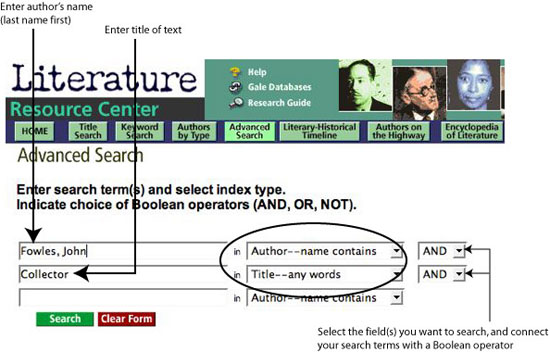 Enter author's name
(last name first)
Enter title of text
Literature
Resource Center
Help
Gale Databases
Research Guide
HOME
Title
Search
Keyword
Search
Authors
by Type
Advanced
Search
Literary-Historical
Timeline
Authors on
the Highway
Encyclopedia
of Literature
Advanced Search
Enter search term(s) and select index type.
Indicate choice of Boolean operators (AND, OR, NOT).
Fowles, John in Author--name contains AND
Collector in Title--any words AND
in Author--name contains
Search Clear Form
Select the field(s) you want to search, and connect
your search terms with a Boolean operator